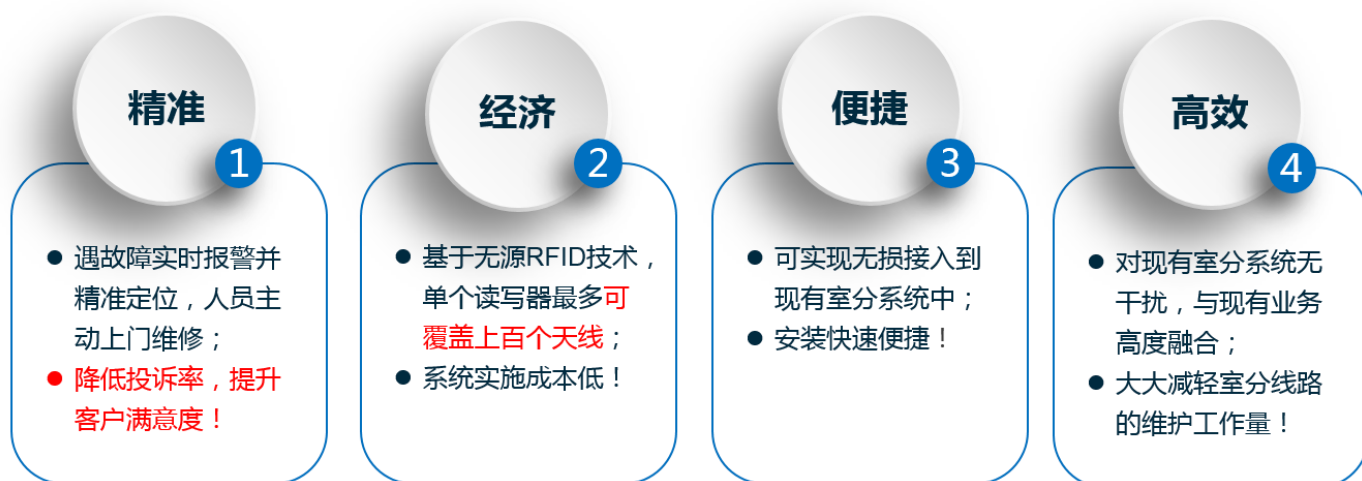 精准
1
遇故障实时报警并
精准定位，人员主
动上门维修；
降低投诉率，提升
客户满意度！
经济
2
基于无源RFID技术，
单个读写器最多可
覆盖上百个天线；
系统实施成本低！
便捷
3
可实现无损接入到
现有室分系统中；
安装快速便捷！
高效
4
对现有室分系统无
干扰，与现有业务
高度融合；
大大减轻室分线路
的维护工作量！